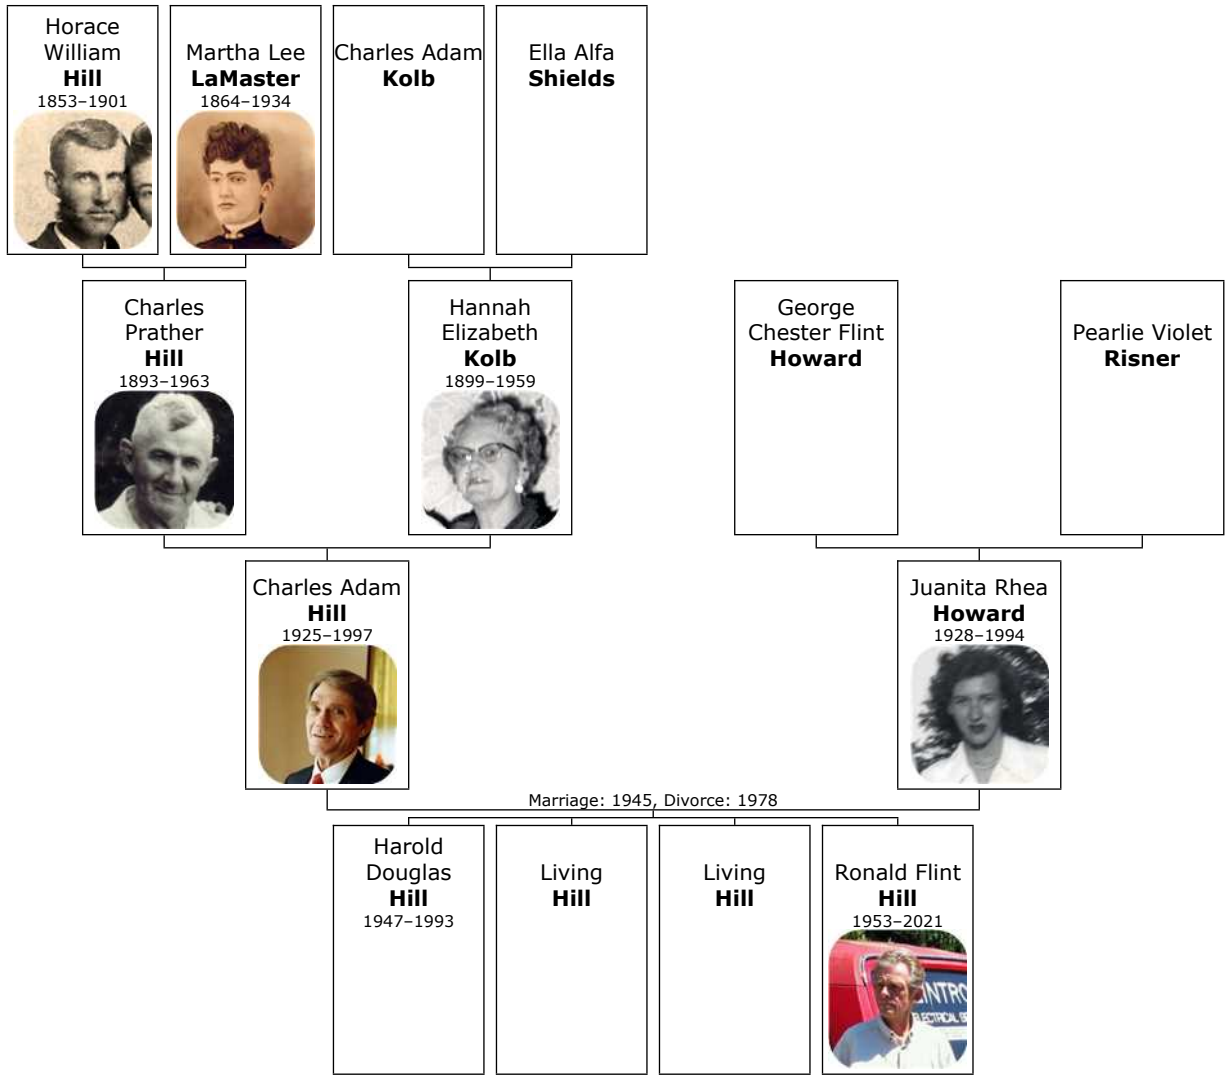 Horace
William
Hill
1853–1901
Martha Lee
LaMaster
1864–1934
Charles Adam
Kolb
Ella Alfa
Shields
Charles
Prather
Hill
1893–1963
Hannah
Elizabeth
Kolb
1899–1959
George
Chester Flint
Howard
Pearlie Violet
Risner
Charles Adam
Hill
1925–1997
Juanita Rhea
Howard
1928–1994
Marriage: 1945, Divorce: 1978
Harold
Douglas
Hill
1947–1993
Living
Hill
Living
Hill
Ronald Flint
Hill
1953–2021